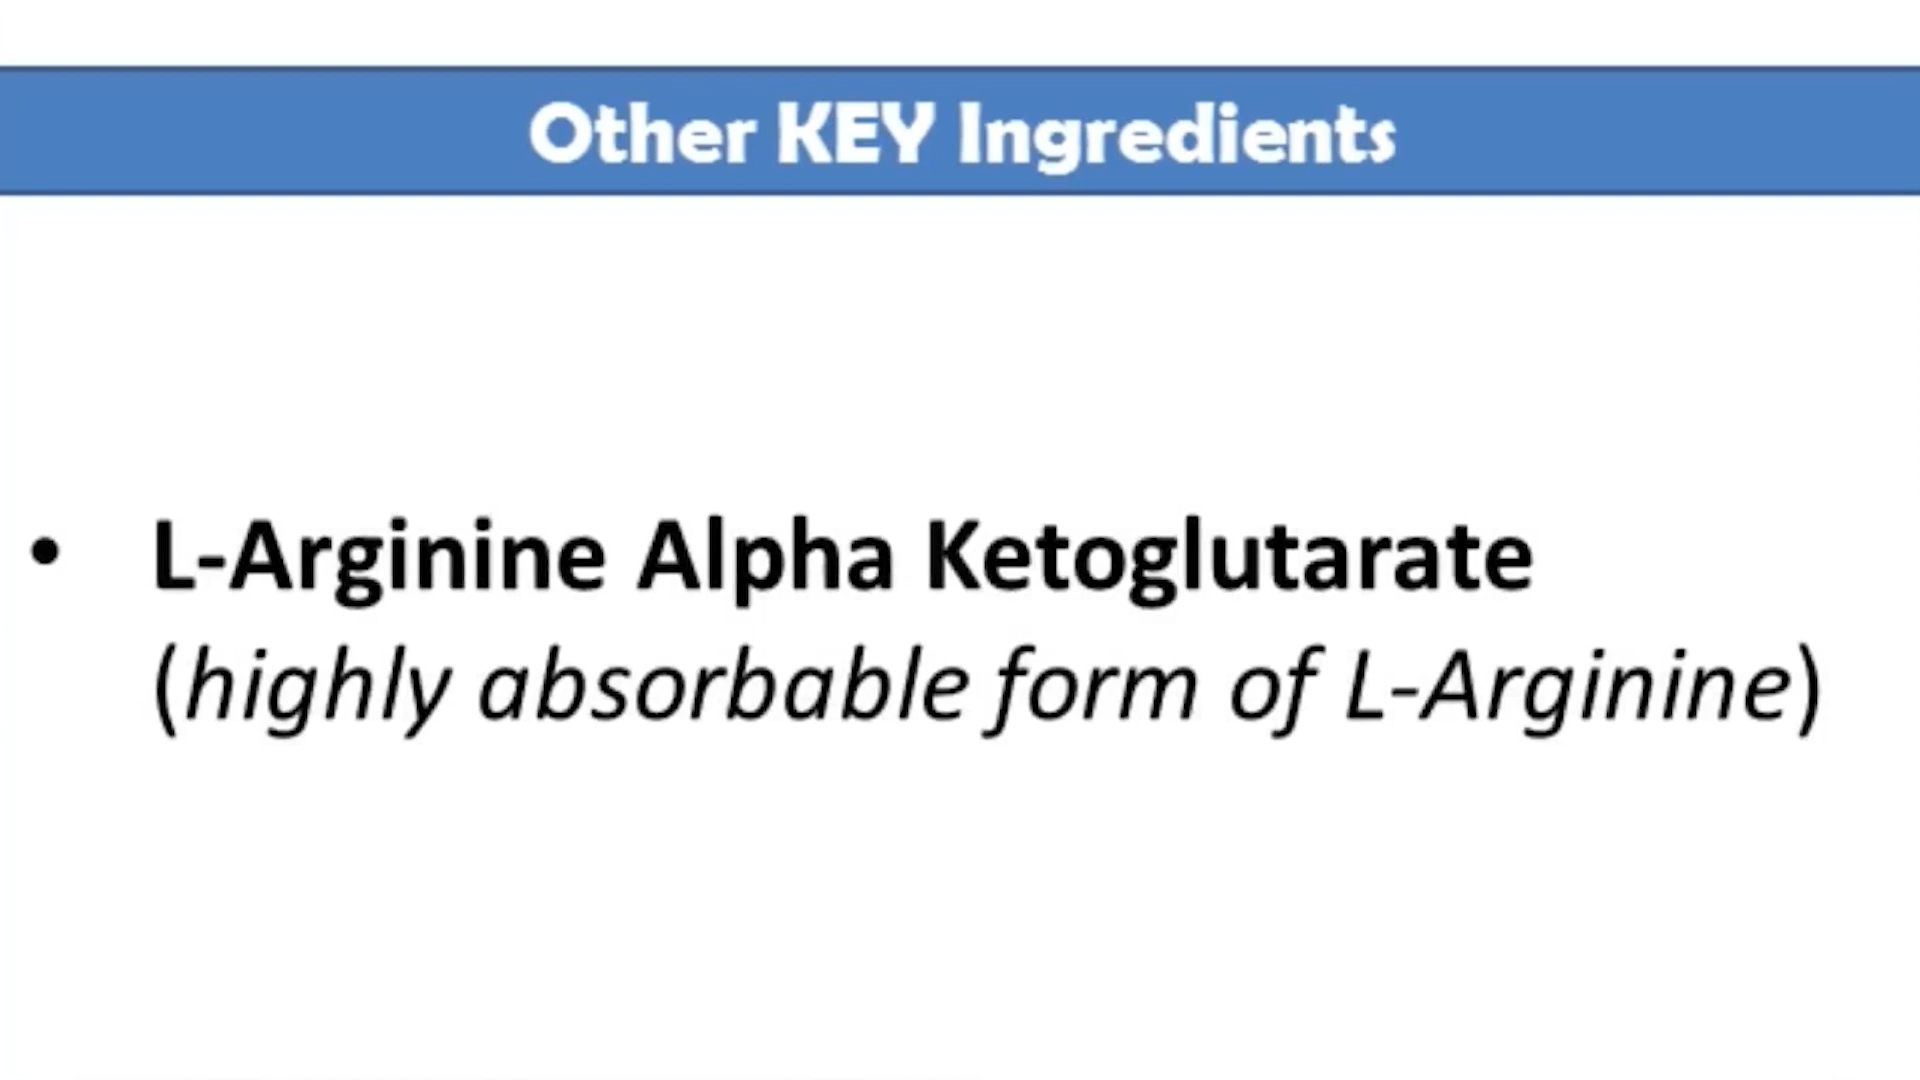 Other KEY Ingredients
• L-Arginine Alpha Ketoglutarate
(highly absorbable form of L-Arginine)